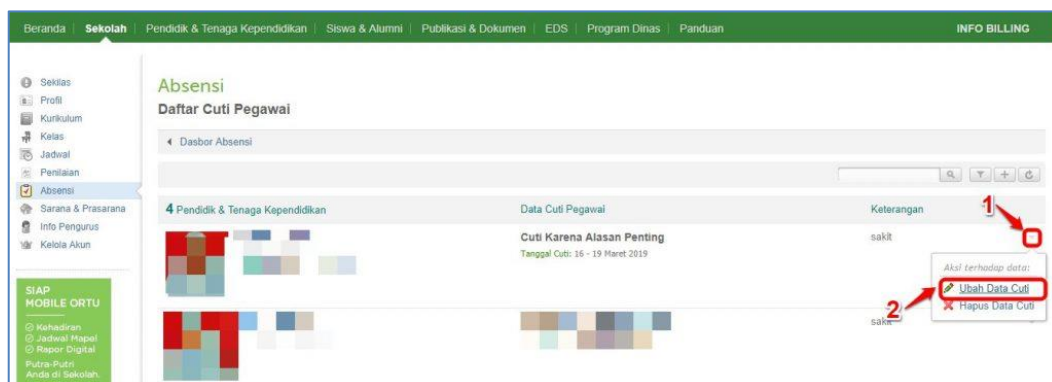 Beranda Sekolah Pendidik & Tenaga Kependidikan Siswa & Alumni Publikasi & Dokumen EDS Program Dinas Panduan INFO BILLING
Sekilas
Profil
Kurikulum
Kelas
Jadwal
Penilaian
Absensi
Sarana & Prasarana
Info Pengurus
Kelola Akun
SIAP
MOBILE ORTU
Kehadiran
Jadwal Mapel
Rapor Digital
Putra-Putri
Anda di Sekolah.
Absensi
Daftar Cuti Pegawai
Dasbor Absensi
4 Pendidik & Tenaga Kependidikan Data Cuti Pegawai Keterangan
Cuti Karena Alasan Penting sakit
Tanggal Cuti: 16 - 19 Maret 2019
1
Aksi terhadap data:
Ubah Data Cuti
2
Hapus Data Cuti
sakit